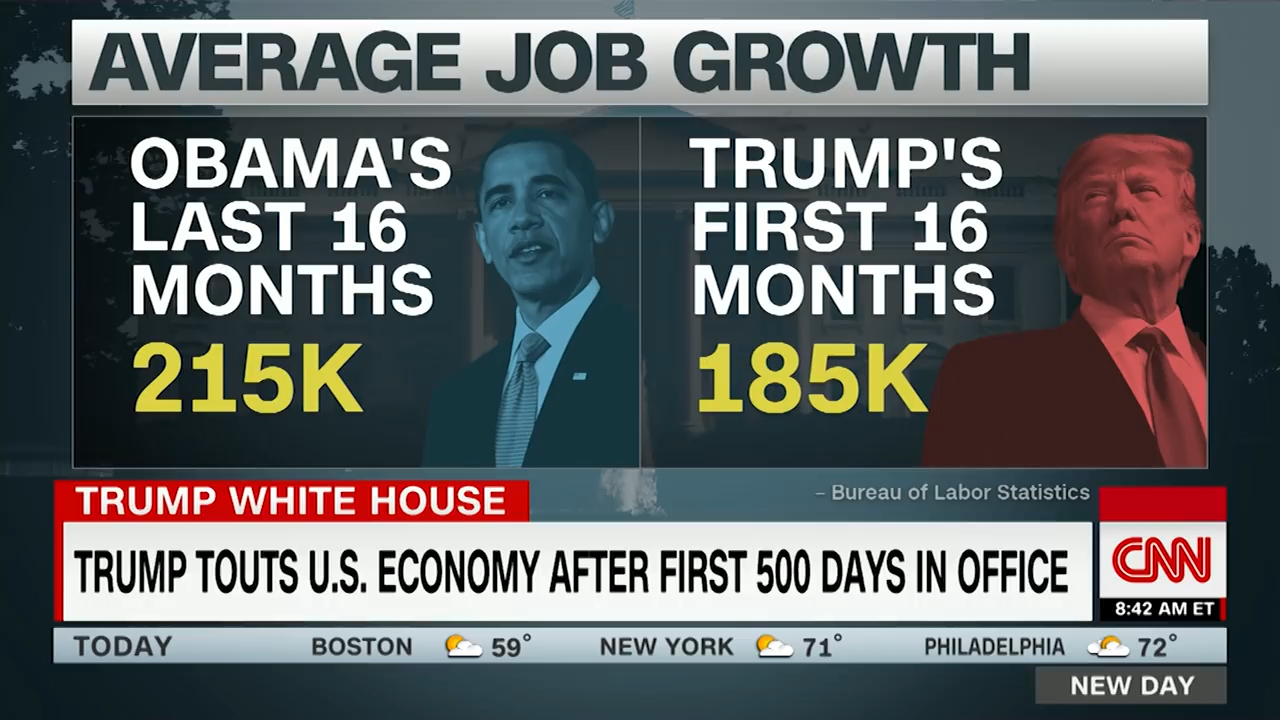 AVERAGE JOB GROWTH
OBAMA'S
LAST 16
MONTHS
215K
TRUMP'S
FIRST 16
MONTHS
185K
TRUMP WHITE HOUSE
– Bureau of Labor Statistics
TRUMP TOUTS U.S. ECONOMY AFTER FIRST 500 DAYS IN OFFICE
CNN
8:42 AM ET
TODAY BOSTON 59° NEW YORK 71° PHILADELPHIA 72°
NEW DAY